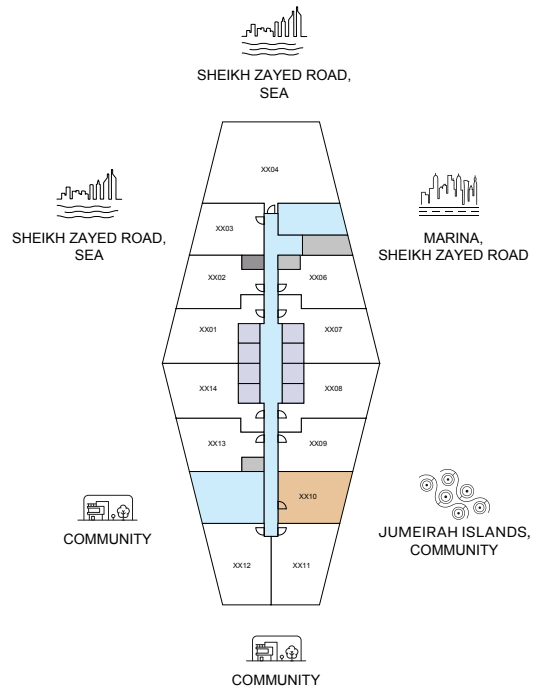 SHEIKH ZAYED ROAD,
SEA
XX04
SHEIKH ZAYED ROAD,
SEA
XX03
MARINA,
SHEIKH ZAYED ROAD
XX02
XX06
XX01
XX07
XX14
XX08
XX13
XX09
XX10
COMMUNITY
JUMEIRAH ISLANDS,
COMMUNITY
XX12
XX11
COMMUNITY